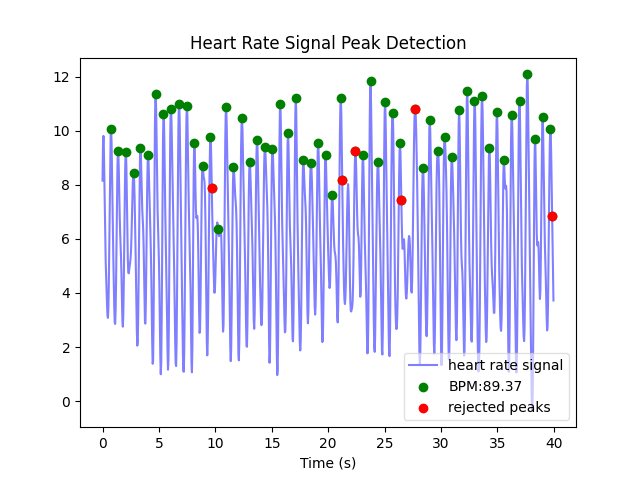 Heart Rate Signal Peak Detection
12
10
8
6
4
2
0
heart rate signal
BPM:89.37
rejected peaks
0 5 10 15 20 25 30 35 40
Time (s)